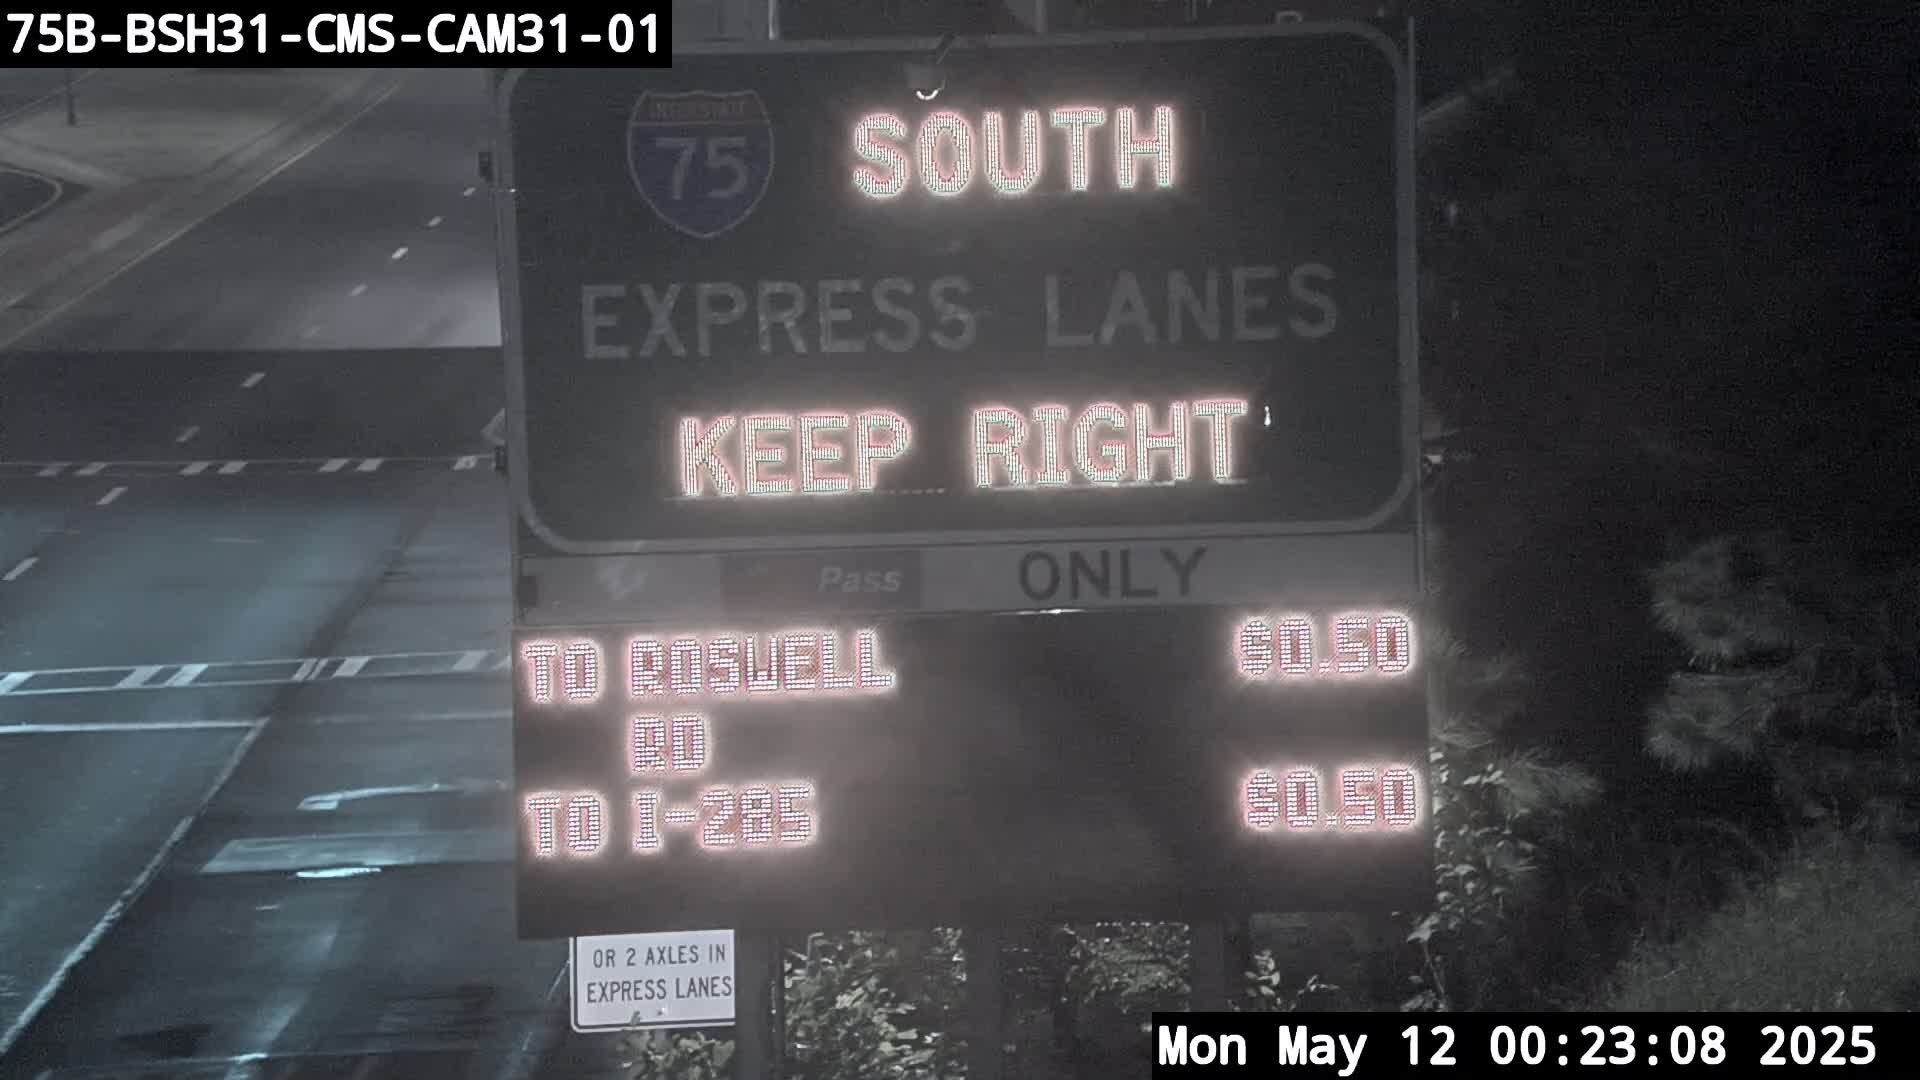 75B-BSH31-CMS-CAM31-01
INTERSTATE
75
SOUTH
EXPRESS LANES
KEEP RIGHT
Pass ONLY
TO ROSWELL $0.50
RD
TO I-285 $0.50
OR 2 AXLES IN
EXPRESS LANES
Mon May 12 00:23:08 2025